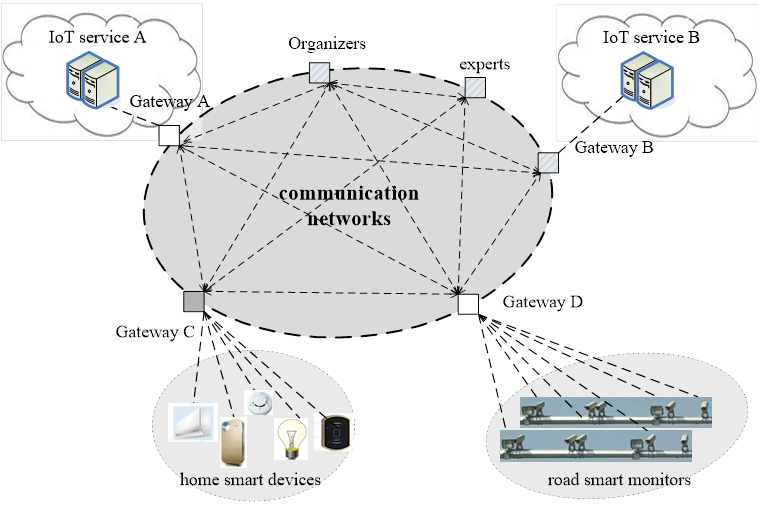 IoT service A
IoT service B
Organizers
experts
Gateway A
Gateway B
communication
networks
Gateway C
Gateway D
home smart devices
road smart monitors